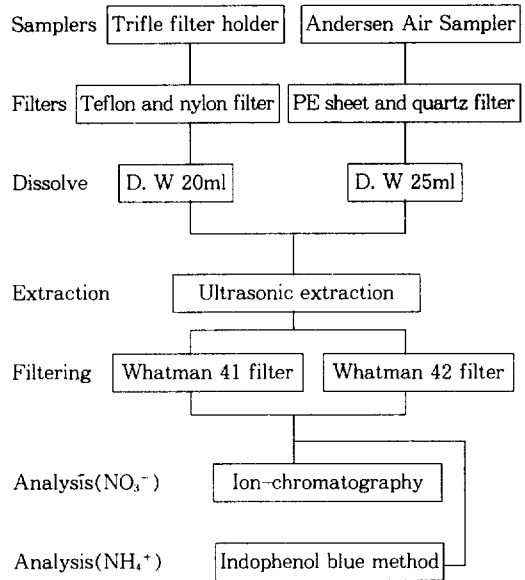 Samplers Trifle filter holder Andersen Air Sampler
Filters Teflon and nylon filter PE sheet and quartz filter
Dissolve D. W 20ml D. W 25ml
Extraction Ultrasonic extraction
Filtering Whatman 41 filter Whatman 42 filter
Analysis(NO₃⁻) Ion-chromatography
Analysis(NH₄⁺) Indophenol blue method